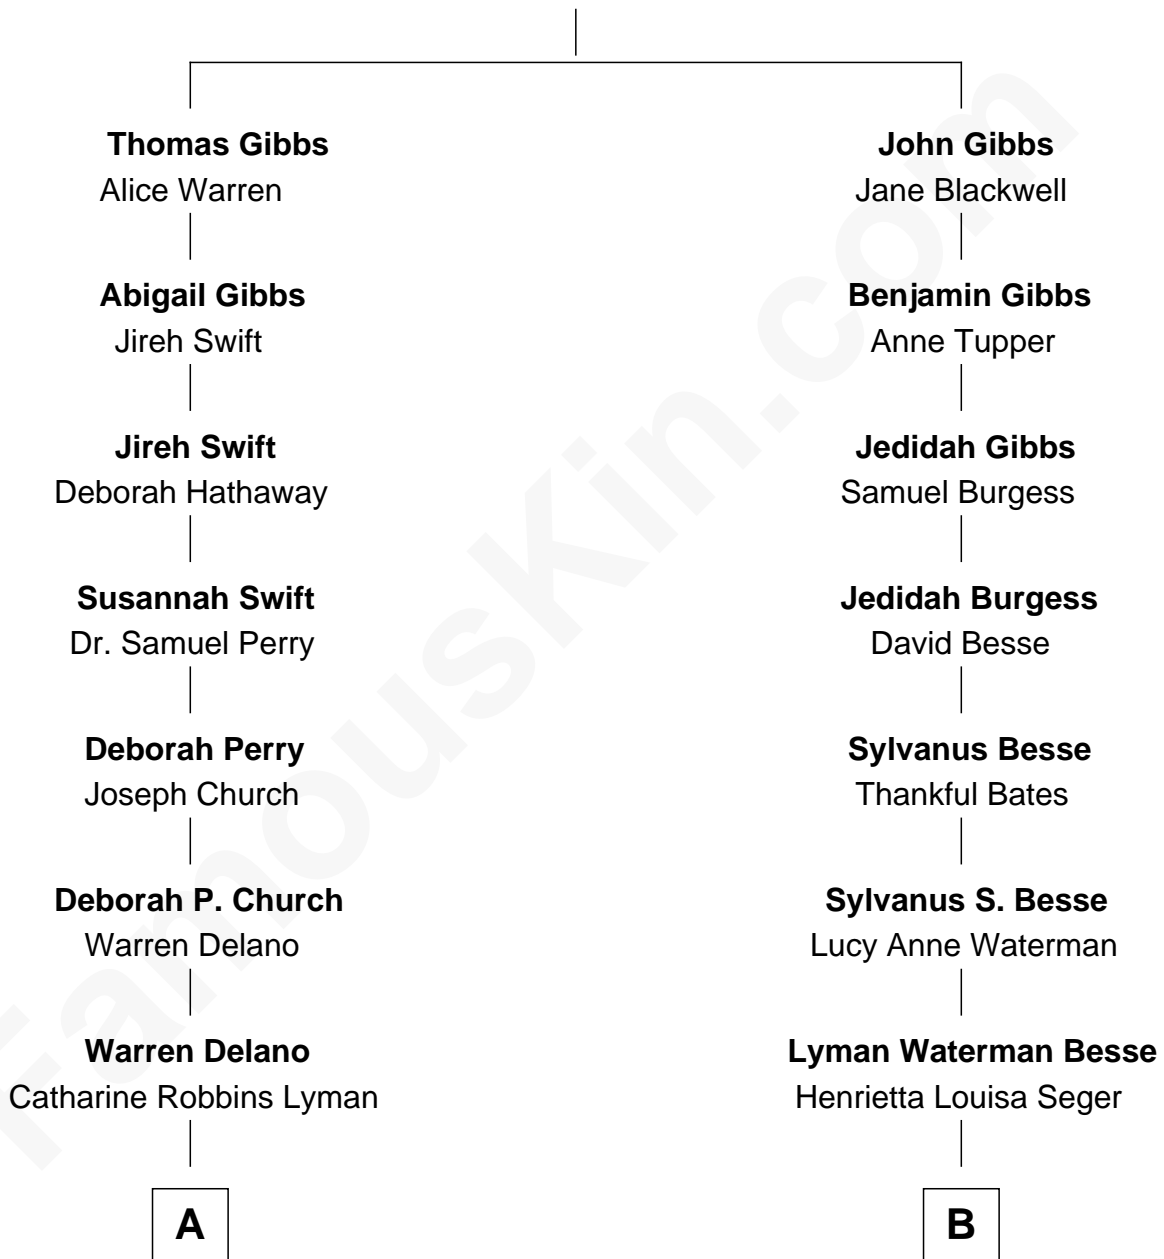 Thomas Gibbs
Alice Warren
Abigail Gibbs
Jireh Swift
Jireh Swift
Deborah Hathaway
Susannah Swift
Dr. Samuel Perry
Deborah Perry
Joseph Church
Deborah P. Church
Warren Delano
Warren Delano
Catharine Robbins Lyman
A
John Gibbs
Jane Blackwell
Benjamin Gibbs
Anne Tupper
Jedidah Gibbs
Samuel Burgess
Jedidah Burgess
David Besse
Sylvanus Besse
Thankful Bates
Sylvanus S. Besse
Lucy Anne Waterman
Lyman Waterman Besse
Henrietta Louisa Seger
B
FamousKin.com